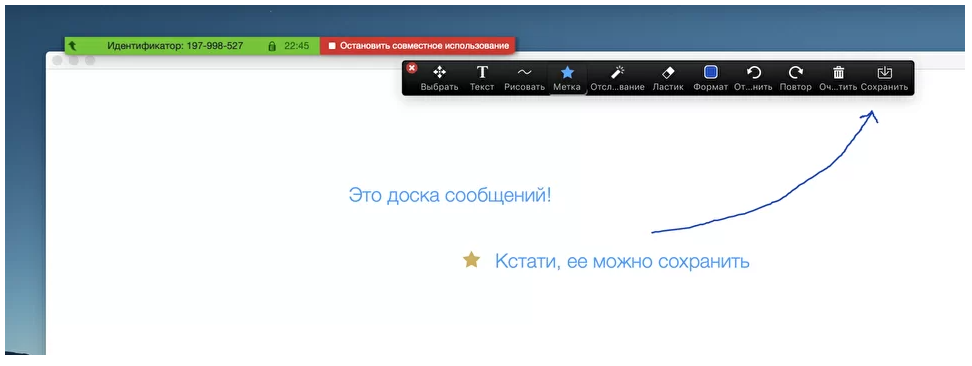 Идентификатор: 197-998-527 22:45 Остановить совместное использование
Выбрать Текст Рисовать Метка Отсл...вание Ластик Формат От...нить Повтор Оч...тить Сохранить
Это доска сообщений!
Кстати, ее можно сохранить